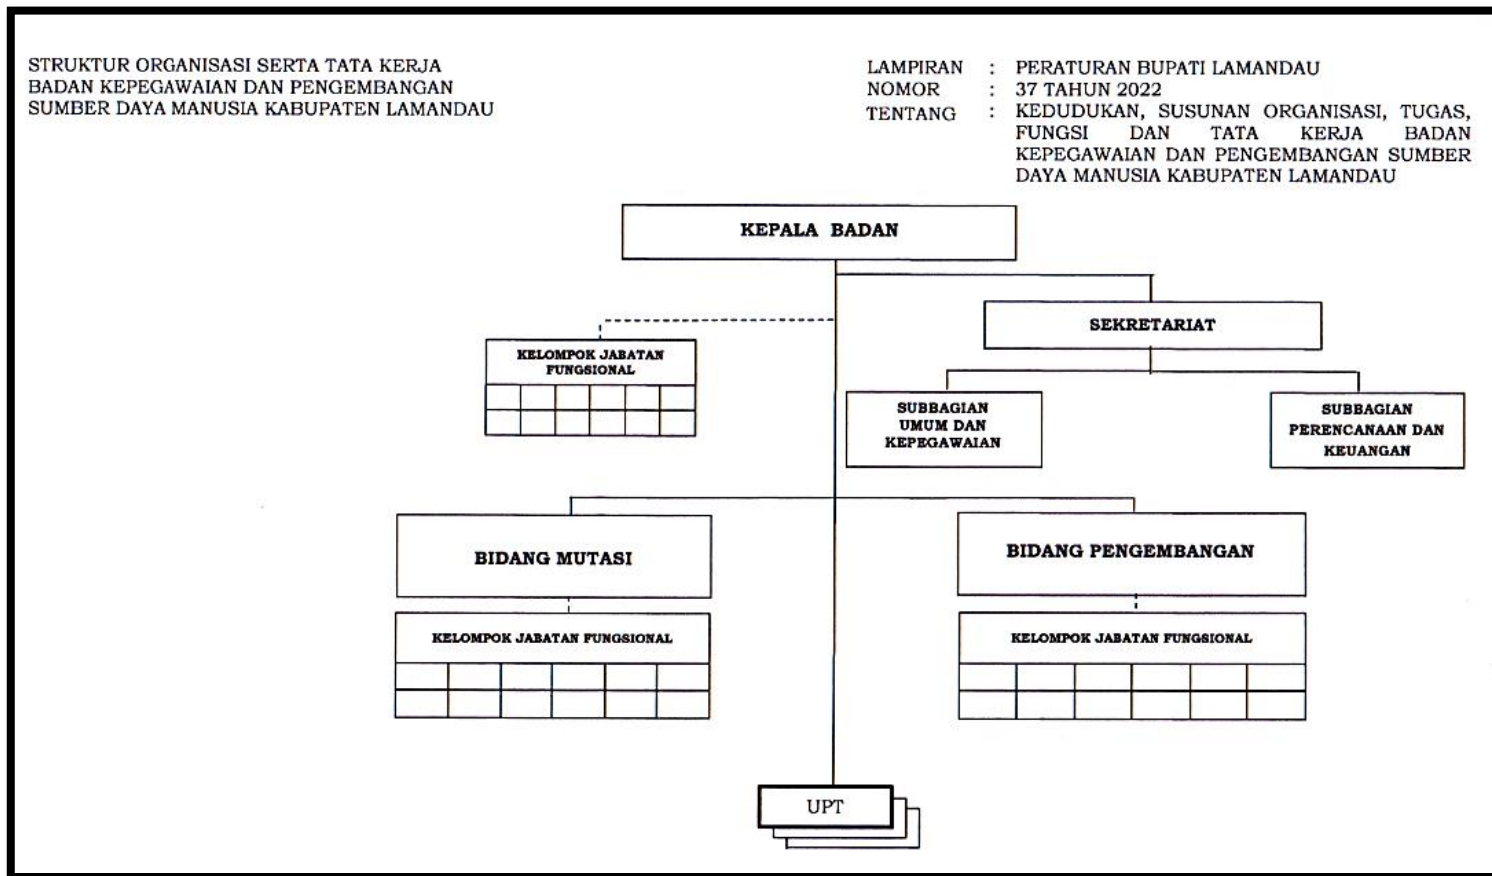 STRUKTUR ORGANISASI SERTA TATA KERJA
BADAN KEPEGAWAIAN DAN PENGEMBANGAN
SUMBER DAYA MANUSIA KABUPATEN LAMANDAU
LAMPIRAN : PERATURAN BUPATI LAMANDAU
NOMOR : 37 TAHUN 2022
TENTANG : KEDUDUKAN, SUSUNAN ORGANISASI, TUGAS,
FUNGSI DAN TATA KERJA BADAN
KEPEGAWAIAN DAN PENGEMBANGAN SUMBER
DAYA MANUSIA KABUPATEN LAMANDAU
KEPALA BADAN
SEKRETARIAT
KELOMPOK JABATAN
FUNGSIONAL
SUBBAGIAN
UMUM DAN
KEPEGAWAIAN
SUBBAGIAN
PERENCANAAN DAN
KEUANGAN
BIDANG MUTASI
BIDANG PENGEMBANGAN
KELOMPOK JABATAN FUNGSIONAL
KELOMPOK JABATAN FUNGSIONAL
UPT